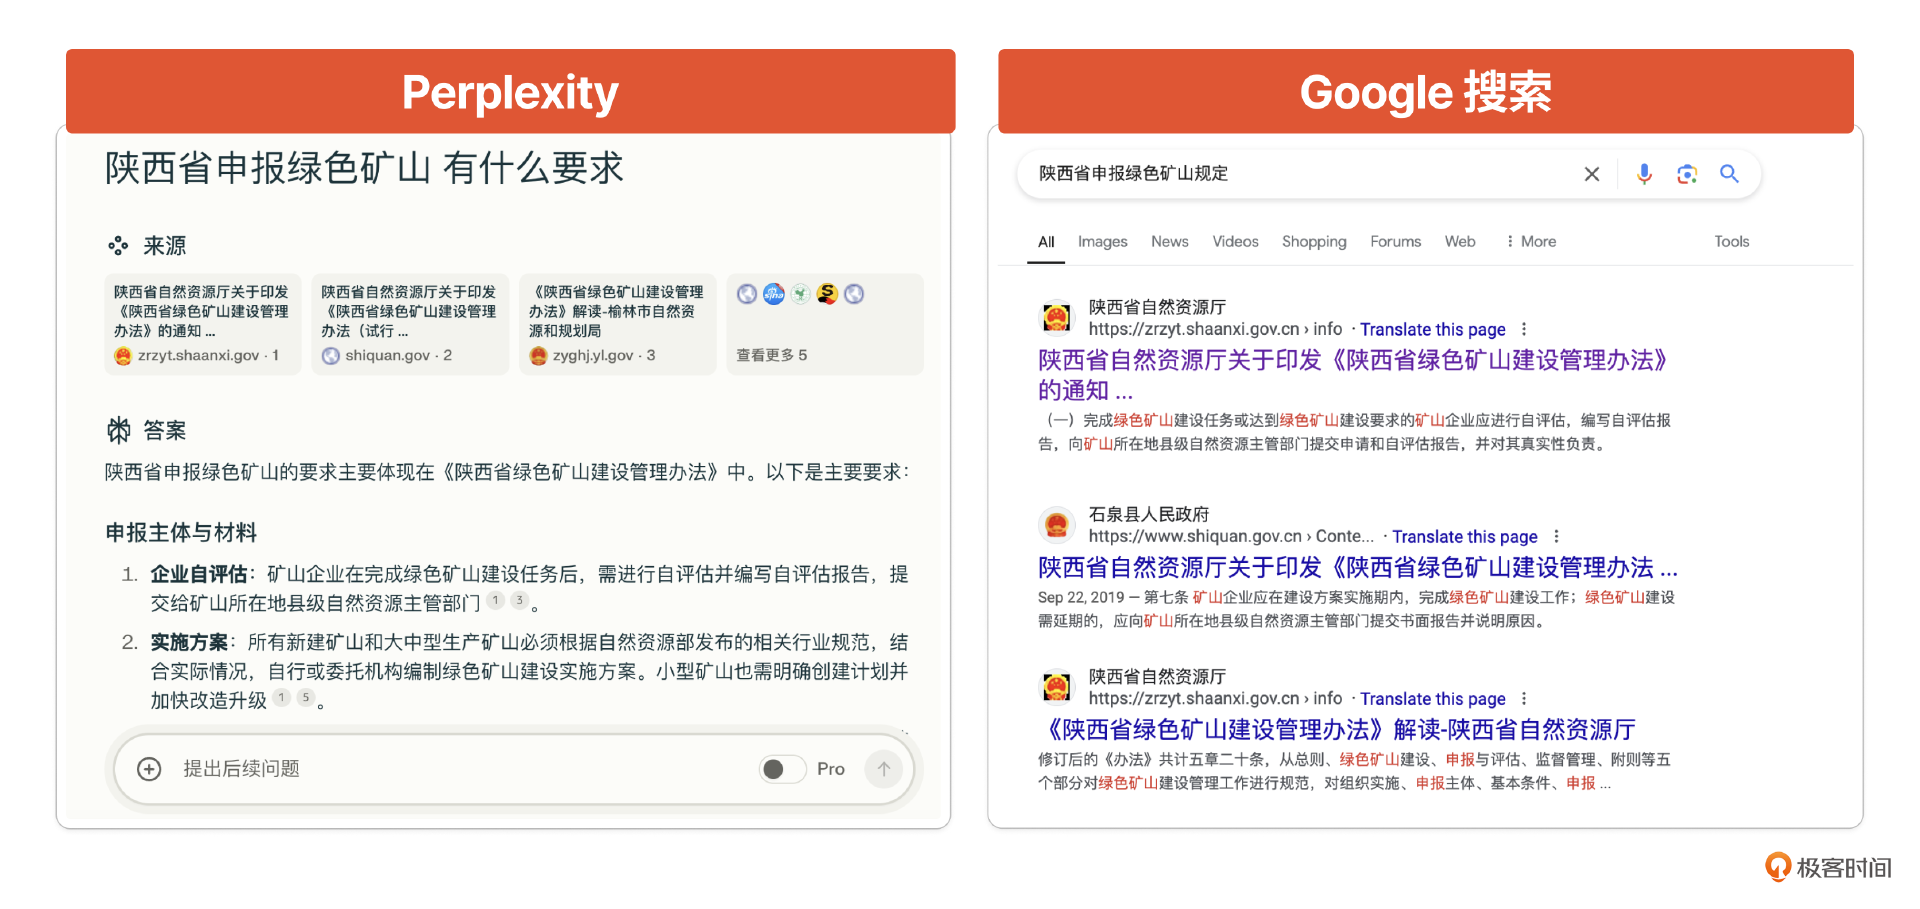 Perplexity
陕西省申报绿色矿山 有什么要求
来源
陕西省自然资源厅关于印发
《陕西省绿色矿山建设管理
办法》的通知 ...
zrzyt.shaanxi.gov · 1
陕西省自然资源厅关于印发
《陕西省绿色矿山建设管理
办法（试行 ...
shiquan.gov · 2
《陕西省绿色矿山建设管理
办法》解读-榆林市自然资
源和规划局
zyghj.yl.gov · 3
sina
S
查看更多 5
答案
陕西省申报绿色矿山的要求主要体现在《陕西省绿色矿山建设管理办法》中。以下是主要要求：
申报主体与材料
1. 企业自评估：矿山企业在完成绿色矿山建设任务后，需进行自评估并编写自评估报告，提
交给矿山所在地县级自然资源主管部门 1 3 。
2. 实施方案：所有新建矿山和大中型生产矿山必须根据自然资源部发布的相关行业规范，结
合实际情况，自行或委托机构编制绿色矿山建设实施方案。小型矿山也需明确创建计划并
加快改造升级 1 5 。
提出后续问题
Pro
Google 搜索
陕西省申报绿色矿山规定
All Images News Videos Shopping Forums Web More Tools
陕西省自然资源厅
https://zrzyt.shaanxi.gov.cn › info · Translate this page
陕西省自然资源厅关于印发《陕西省绿色矿山建设管理办法》
的通知 ...
（一）完成绿色矿山建设任务或达到绿色矿山建设要求的矿山企业应进行自评估，编写自评估报
告，向矿山所在地县级自然资源主管部门提交申请和自评估报告，并对其真实性负责。
石泉县人民政府
https://www.shiquan.gov.cn › Conte... · Translate this page
陕西省自然资源厅关于印发《陕西省绿色矿山建设管理办法 ...
Sep 22, 2019 — 第七条 矿山企业应在建设方案实施期内，完成绿色矿山建设工作；绿色矿山建设
需延期的，应向矿山所在地县级自然资源主管部门提交书面报告并说明原因。
陕西省自然资源厅
https://zrzyt.shaanxi.gov.cn › info · Translate this page
《陕西省绿色矿山建设管理办法》解读-陕西省自然资源厅
修订后的《办法》共计五章二十条，从总则、绿色矿山建设、申报与评估、监督管理、附则等五
个部分对绿色矿山建设管理工作进行规范，对组织实施、申报主体、基本条件、申报 ...
极客时间